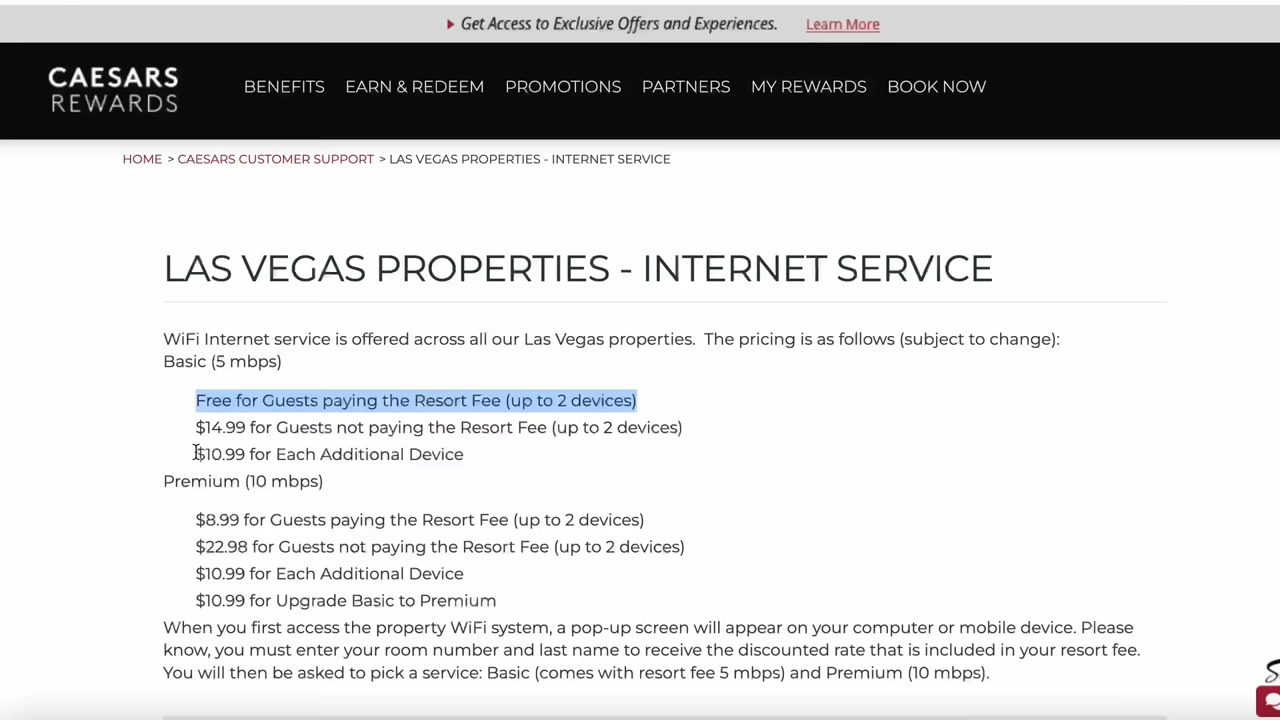 Get Access to Exclusive Offers and Experiences. Learn More
CAESARS
REWARDS
BENEFITS EARN & REDEEM PROMOTIONS PARTNERS MY REWARDS BOOK NOW
HOME > CAESARS CUSTOMER SUPPORT > LAS VEGAS PROPERTIES - INTERNET SERVICE
LAS VEGAS PROPERTIES - INTERNET SERVICE
WiFi Internet service is offered across all our Las Vegas properties. The pricing is as follows (subject to change):
Basic (5 mbps)
Free for Guests paying the Resort Fee (up to 2 devices)
$14.99 for Guests not paying the Resort Fee (up to 2 devices)
$10.99 for Each Additional Device
Premium (10 mbps)
$8.99 for Guests paying the Resort Fee (up to 2 devices)
$22.98 for Guests not paying the Resort Fee (up to 2 devices)
$10.99 for Each Additional Device
$10.99 for Upgrade Basic to Premium
When you first access the property WiFi system, a pop-up screen will appear on your computer or mobile device. Please
know, you must enter your room number and last name to receive the discounted rate that is included in your resort fee.
You will then be asked to pick a service: Basic (comes with resort fee 5 mbps) and Premium (10 mbps).